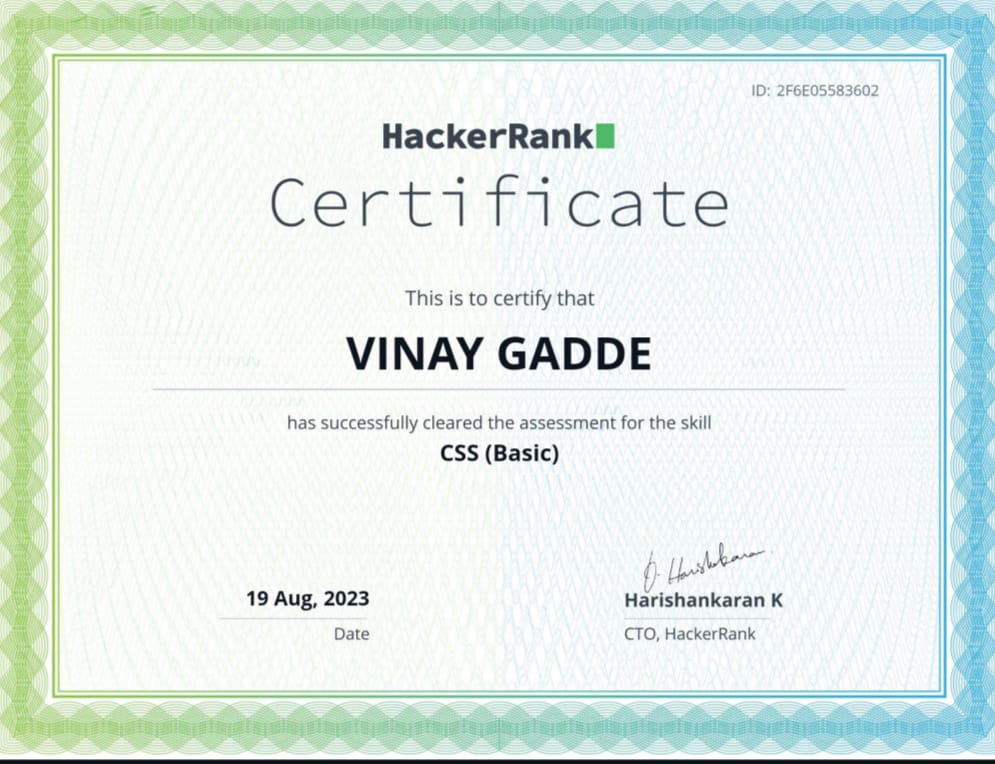 ID: 2F6E05583602
HackerRank
Certificate
This is to certify that
VINAY GADDE
has successfully cleared the assessment for the skill
CSS (Basic)
19 Aug, 2023
Date
Harishankaran K
CTO, HackerRank